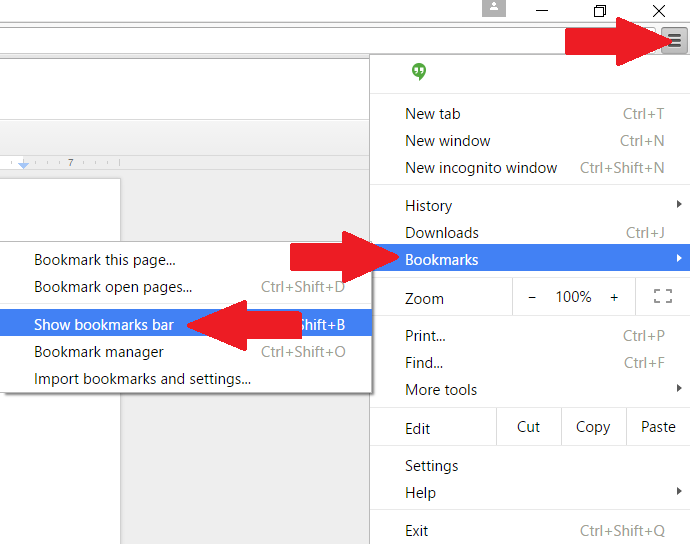 7
New tab Ctrl+T
New window Ctrl+N
New incognito window Ctrl+Shift+N
History
Downloads Ctrl+J
Bookmarks
Bookmark this page...
Bookmark open pages... Ctrl+Shift+D
Show bookmarks bar Shift+B
Bookmark manager Ctrl+Shift+O
Import bookmarks and settings...
Zoom − 100% +
Print... Ctrl+P
Find... Ctrl+F
More tools
Edit Cut Copy Paste
Settings
Help
Exit Ctrl+Shift+Q